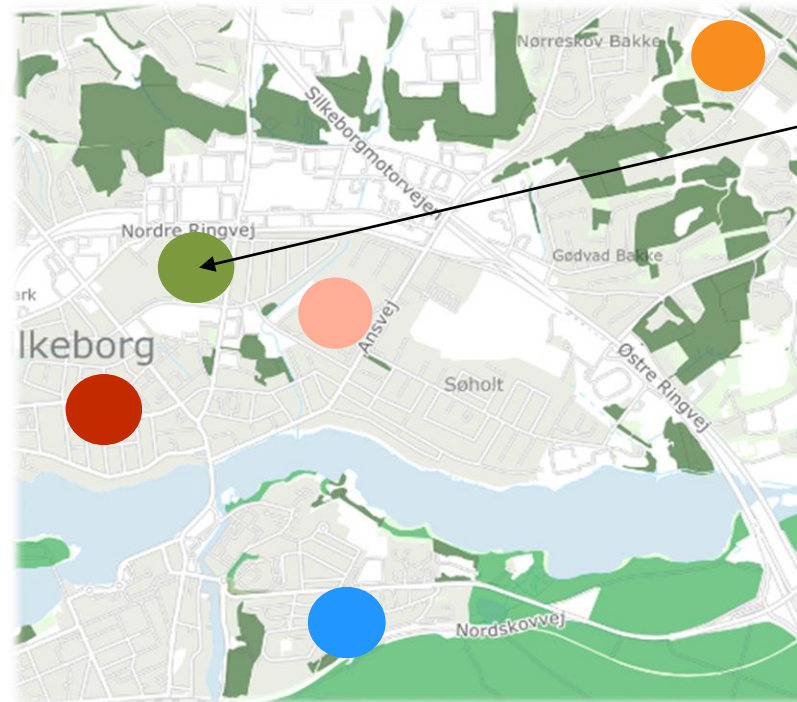 Nørreskov Bakke
Silkeborgmotorvejen
Nordre Ringvej
Gødvad Bakke
ark
lkeborg
Ansvej
Søholt
Østre Ringvej
Nordskovvej